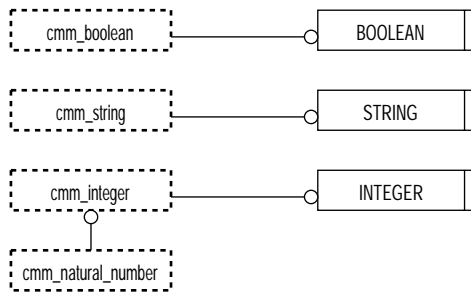 cmm_boolean BOOLEAN
cmm_string STRING
cmm_integer INTEGER
cmm_natural_number